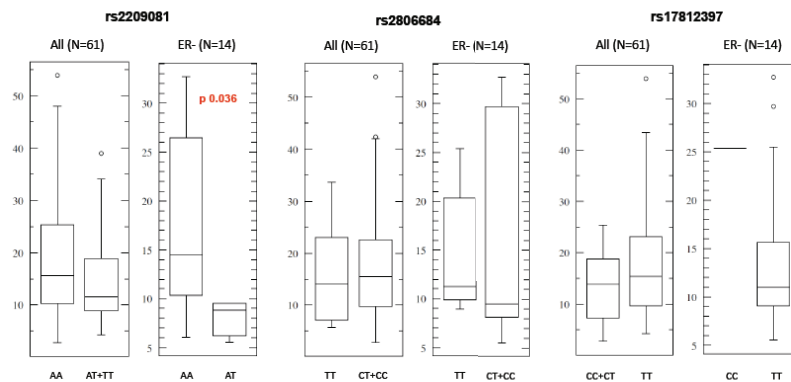 rs2209081
rs2806684
rs17812397
All (N=61)
ER- (N=14)
All (N=61)
ER- (N=14)
All (N=61)
ER- (N=14)
50
40
30
20
10
p 0.036
30
25
20
15
10
5
50
40
30
20
10
30
25
20
15
10
5
50
40
30
20
10
30
25
20
15
10
5
AA AT+TT
AA AT
TT CT+CC
TT CT+CC
CC+CT TT
CC TT